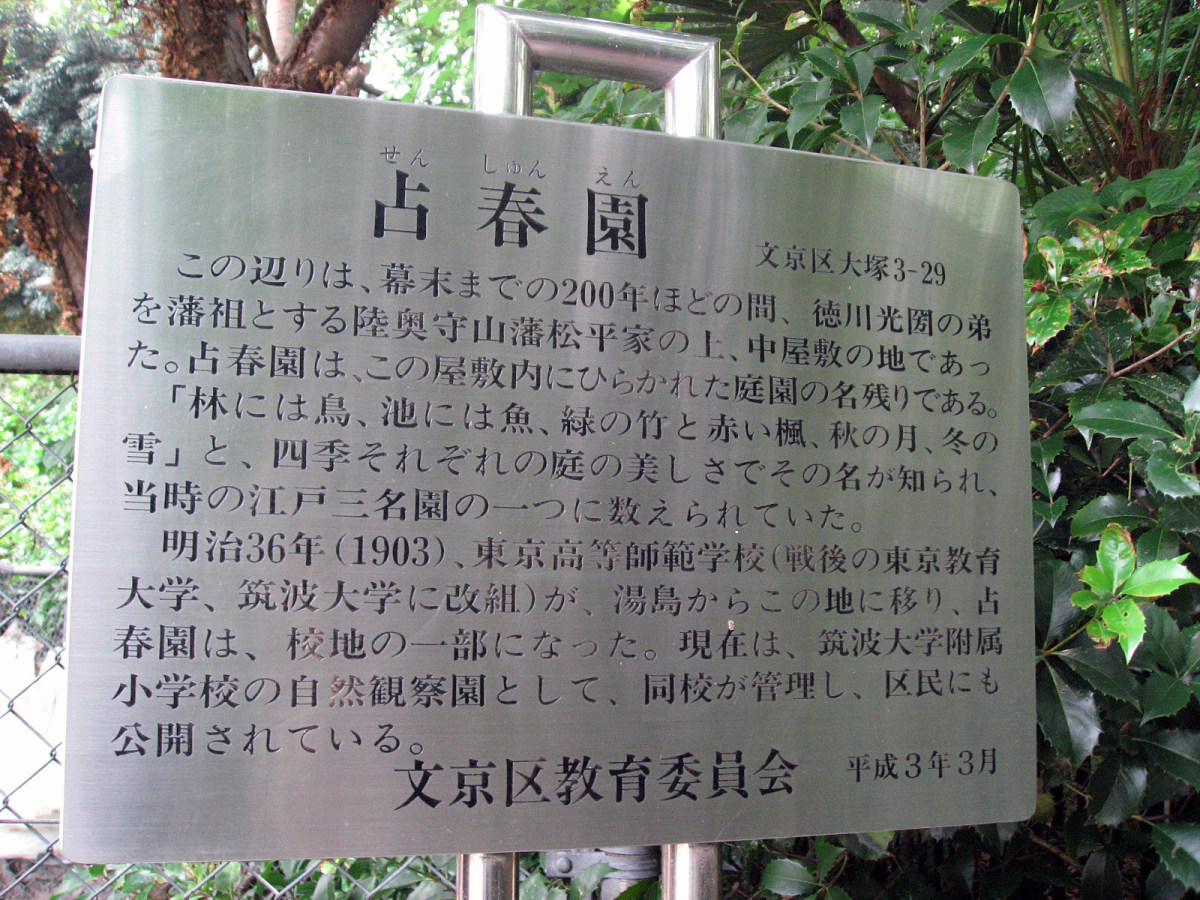 せん しゅん えん
占春園
文京区大塚3-29
この辺りは、幕末までの200年ほどの間、徳川光圀の弟
を藩祖とする陸奥守山藩松平家の上、中屋敷の地であっ
た。占春園は、この屋敷内にひらかれた庭園の名残りである。
「林には鳥、池には魚、緑の竹と赤い楓、秋の月、冬の
雪」と、四季それぞれの庭の美しさでその名が知られ、
当時の江戸三名園の一つに数えられていた。
明治36年(1903)、東京高等師範学校(戦後の東京教育
大学、筑波大学に改組)が、湯島からこの地に移り、占
春園は、校地の一部になった。現在は、筑波大学附属
小学校の自然観察園として、同校が管理し、区民にも
公開されている。
文京区教育委員会 平成3年3月